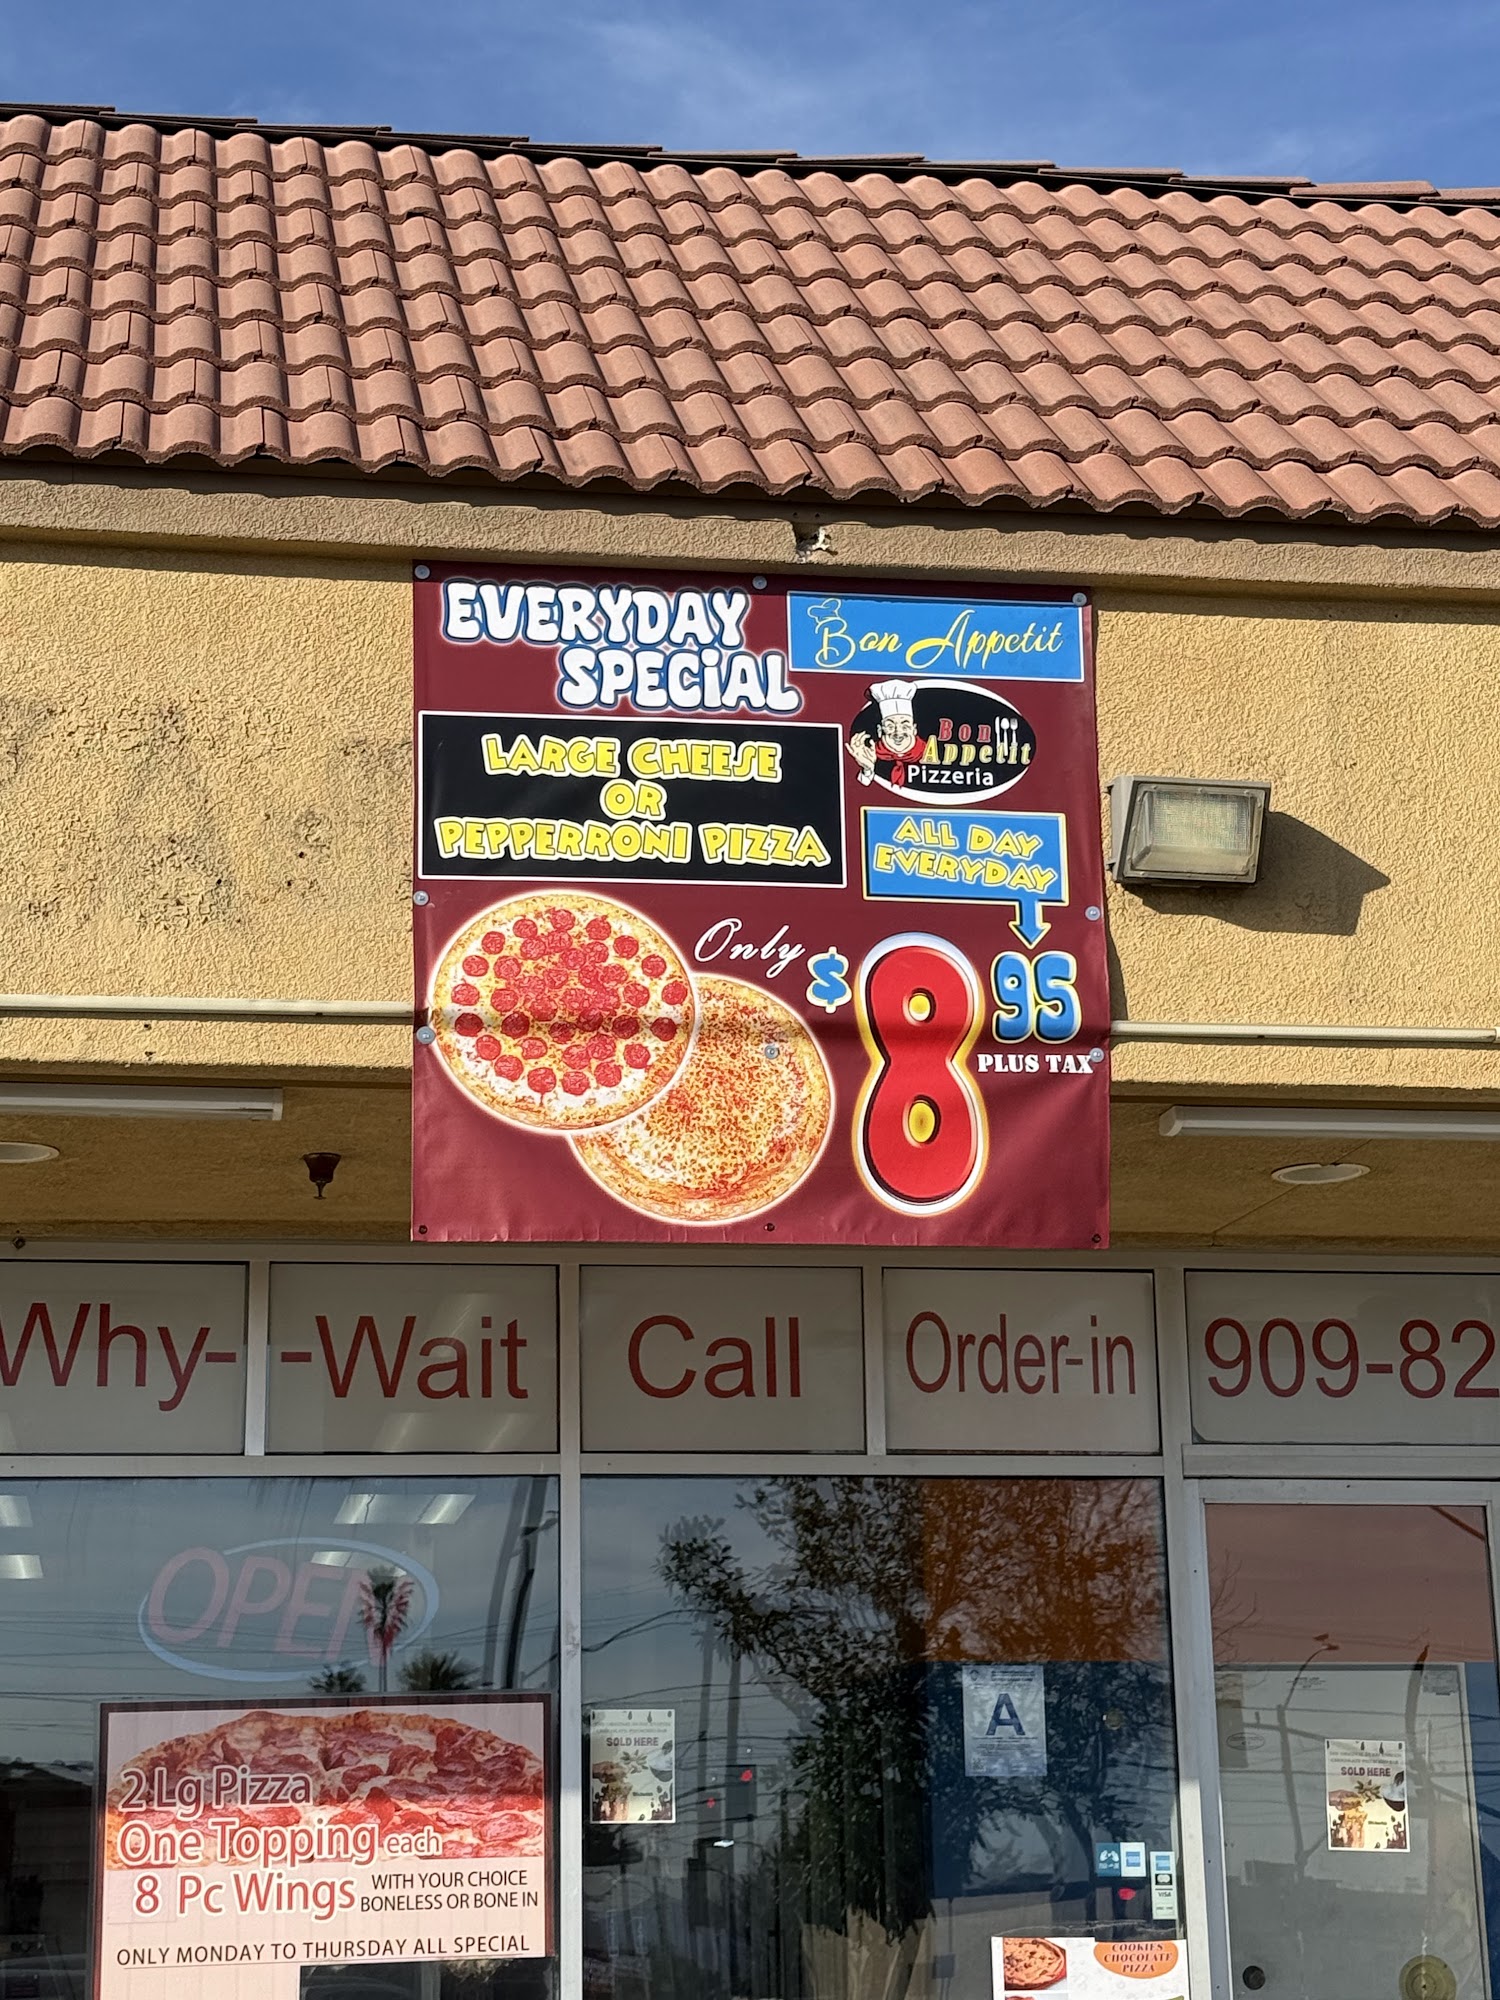 EVERYDAY
SPECiAL
Bon Appetit
Bon
Appetit
Pizzeria
LARGE CHEESE
OR
PEPPERRONI PIZZA
ALL DAY
EVERYDAY
Only $8.95
PLUS TAX
Why- -Wait Call Order-in 909-82
OPEN
2 Lg Pizza
One Topping each
8 Pc Wings WITH YOUR CHOICE
BONELESS OR BONE IN
ONLY MONDAY TO THURSDAY ALL SPECIAL
SOLD HERE
A
SOLD HERE
VISA
COOKIES
CHOCOLATE
PIZZA